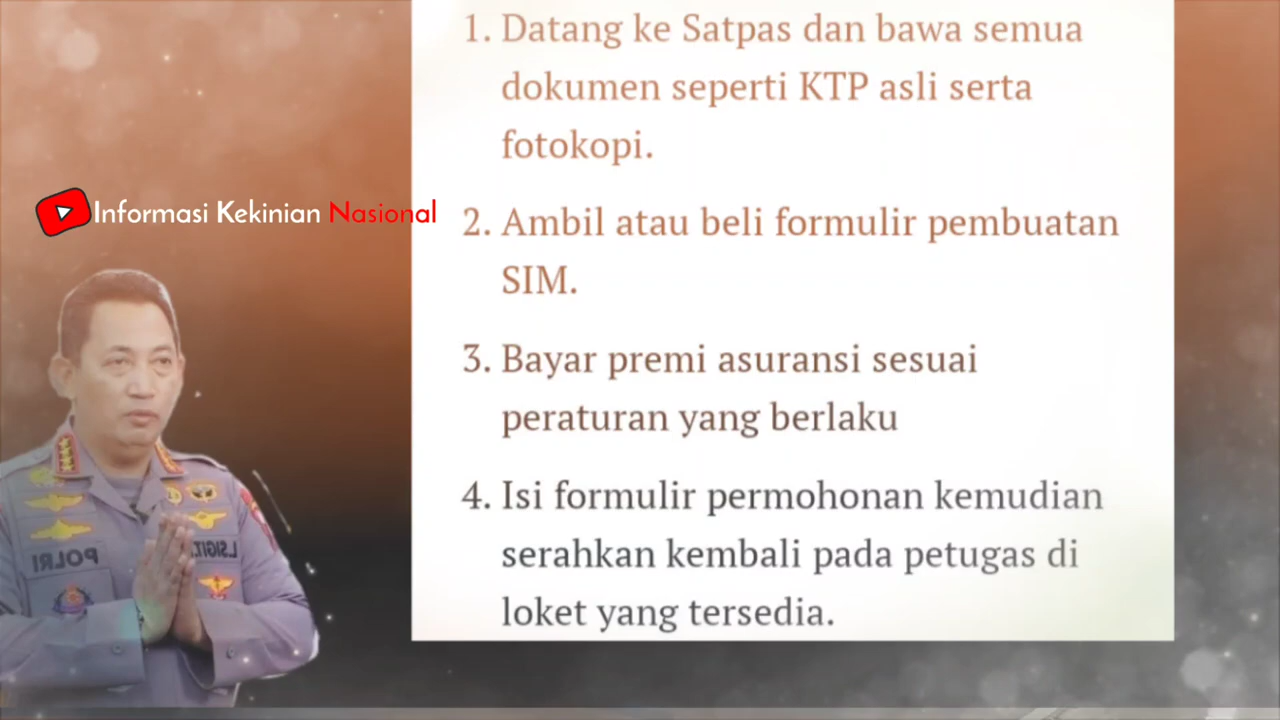 1. Datang ke Satpas dan bawa semua
dokumen seperti KTP asli serta
fotokopi.
Informasi Kekinian Nasional
2. Ambil atau beli formulir pembuatan
SIM.
3. Bayar premi asuransi sesuai
peraturan yang berlaku
4. Isi formulir permohonan kemudian
serahkan kembali pada petugas di
loket yang tersedia.
POLRI